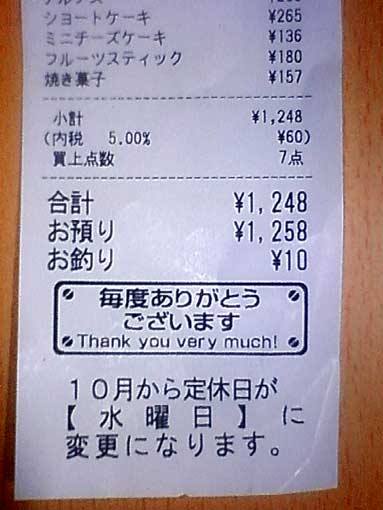 ショートケーキ ¥265
ミニチーズケーキ ¥136
フルーツスティック ¥180
焼き菓子 ¥157
小計 ¥1,248
(内税 5.00% ¥60)
買上点数 7点
合計 ¥1,248
お預り ¥1,258
お釣り ¥10
毎度ありがとう
ございます
Thank you very much!
10月から定休日が
【 水 曜 日 】 に
変更になります。